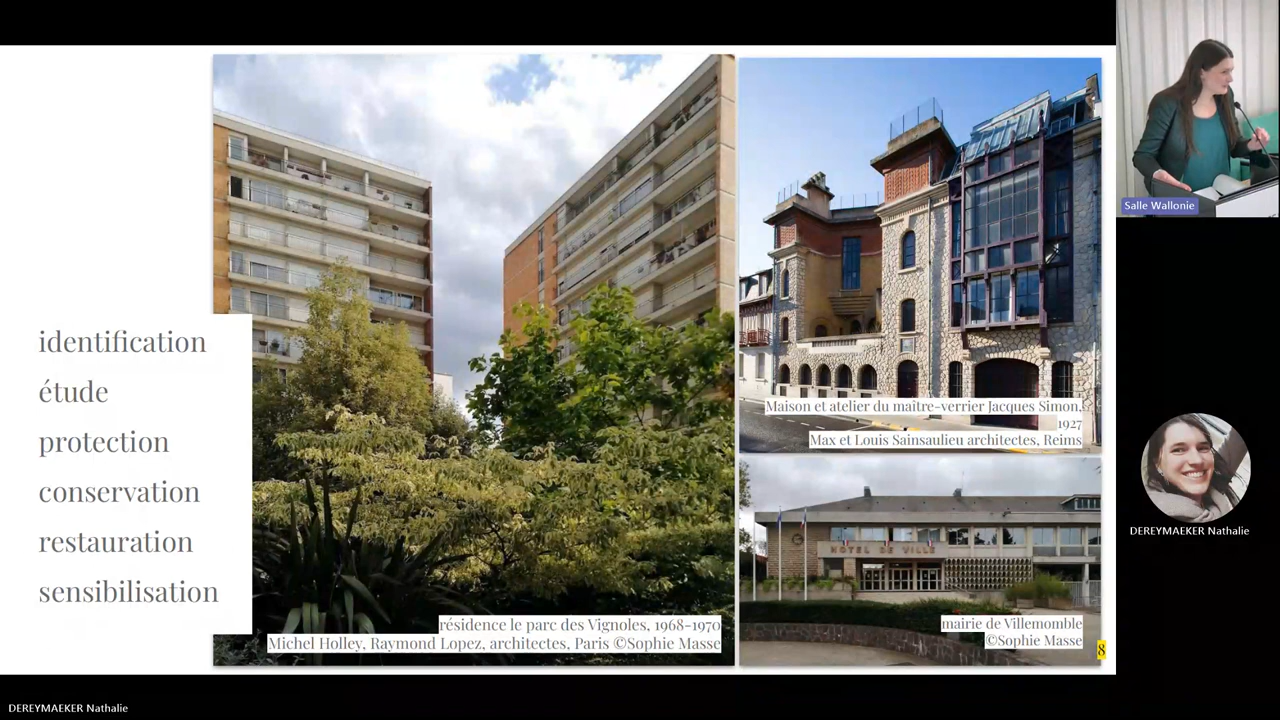 identification
étude
protection
conservation
restauration
sensibilisation
résidence le parc des Vignoles, 1968-1970
Michel Holley, Raymond Lopez, architectes, Paris ©Sophie Masse
Maison et atelier du maître-verrier Jacques Simon,
1927
Max et Louis Sainsaulieu architectes, Reims
HOTEL DE VILLE
mairie de Villemomble
©Sophie Masse
8
Salle Wallonie
DEREYMAEKER Nathalie
DEREYMAEKER Nathalie